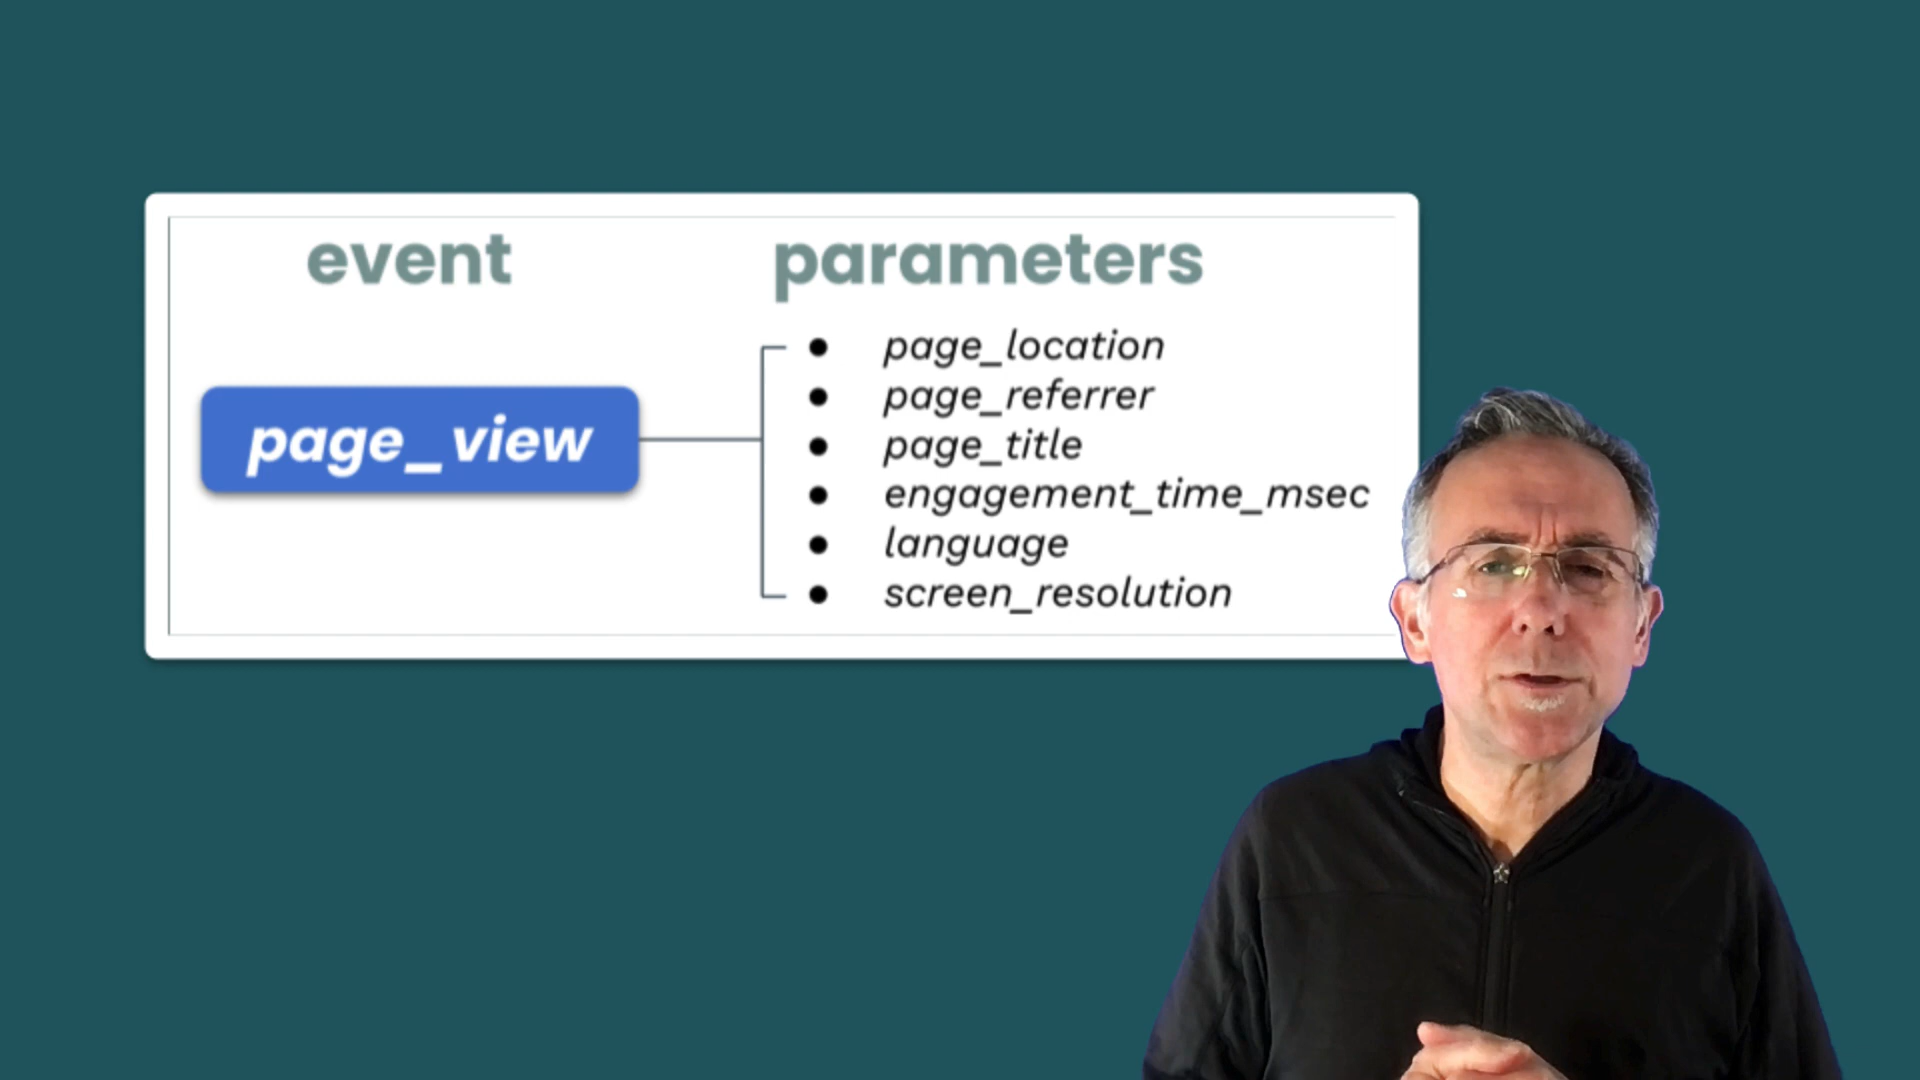 event
parameters
page_view
page_location
page_referrer
page_title
engagement_time_msec
language
screen_resolution